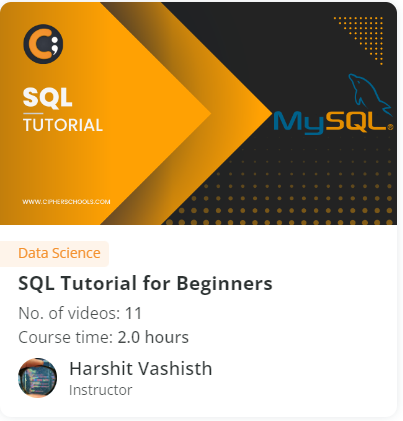 SQL
TUTORIAL
MySQL®
WWW.CIPHERSCHOOLS.COM
Data Science
SQL Tutorial for Beginners
No. of videos: 11
Course time: 2.0 hours
Harshit Vashisth
Instructor